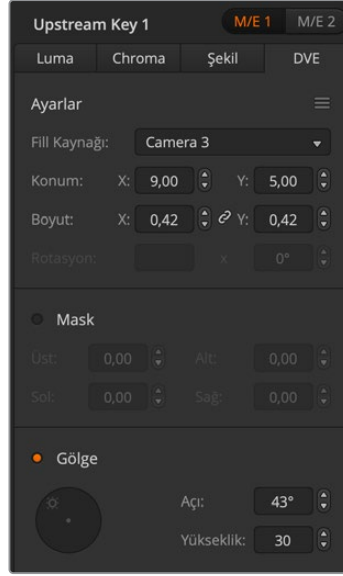 Upstream Key 1 M/E 1 M/E 2
Luma Chroma Şekil DVE
Ayarlar
Fill Kaynağı: Camera 3
Konum: X: 9,00 Y: 5,00
Boyut: X: 0,42 Y: 0,42
Rotasyon: x 0°
Mask
Üst: 0,00 Alt: 0,00
Sol: 0,00 Sağ: 0,00
Gölge
Açı: 43°
Yükseklik: 30